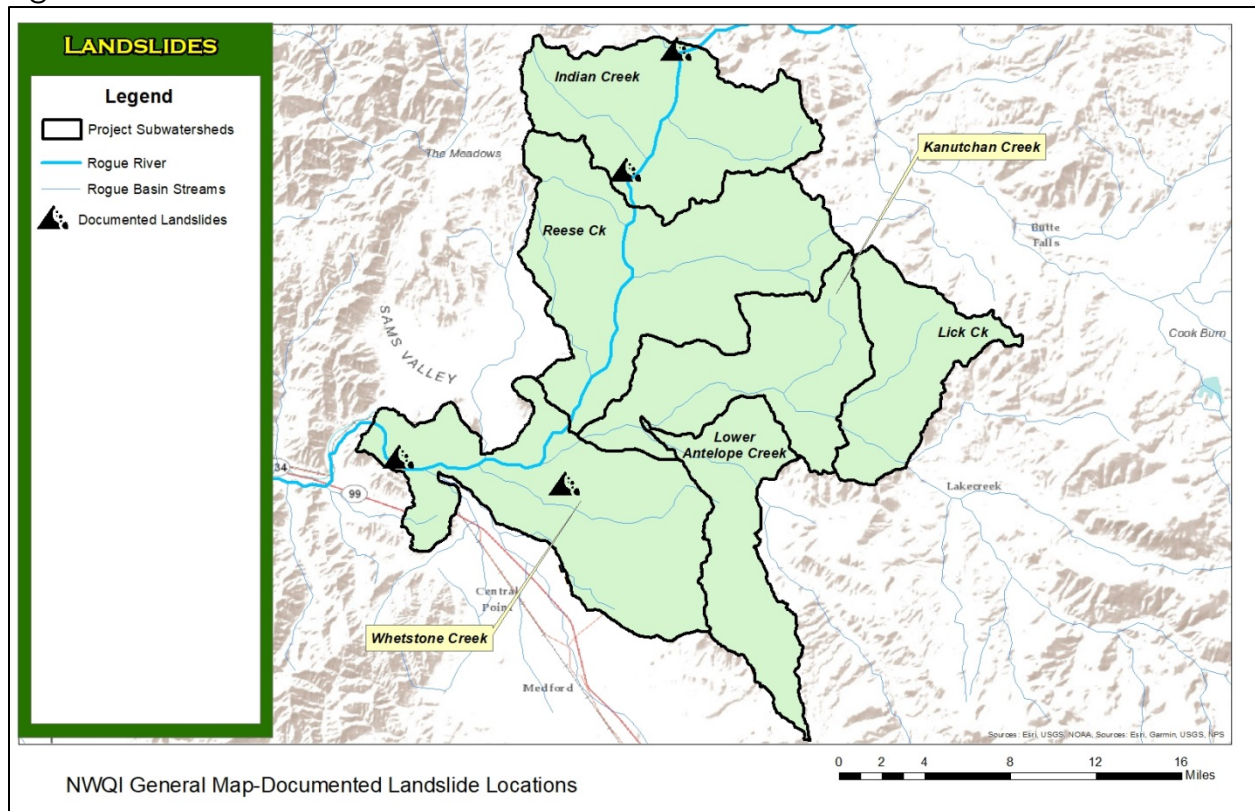 LANDSLIDES
Legend
Project Subwatersheds
Rogue River
Rogue Basin Streams
Documented Landslides
Indian Creek
The Meadows
Kanutchan Creek
Reese Ck
Butte
Falls
SAMS VALLEY
Lick Ck
Cook Burn
Lower
Antelope Creek
34
99
Lakecreek
Central
Point
Whetstone Creek
Medford
Sources: Esri, USGS, NOAA, Sources: Esri, Garmin, USGS, NPS
NWQI General Map-Documented Landslide Locations
0 2 4 8 12 16
Miles